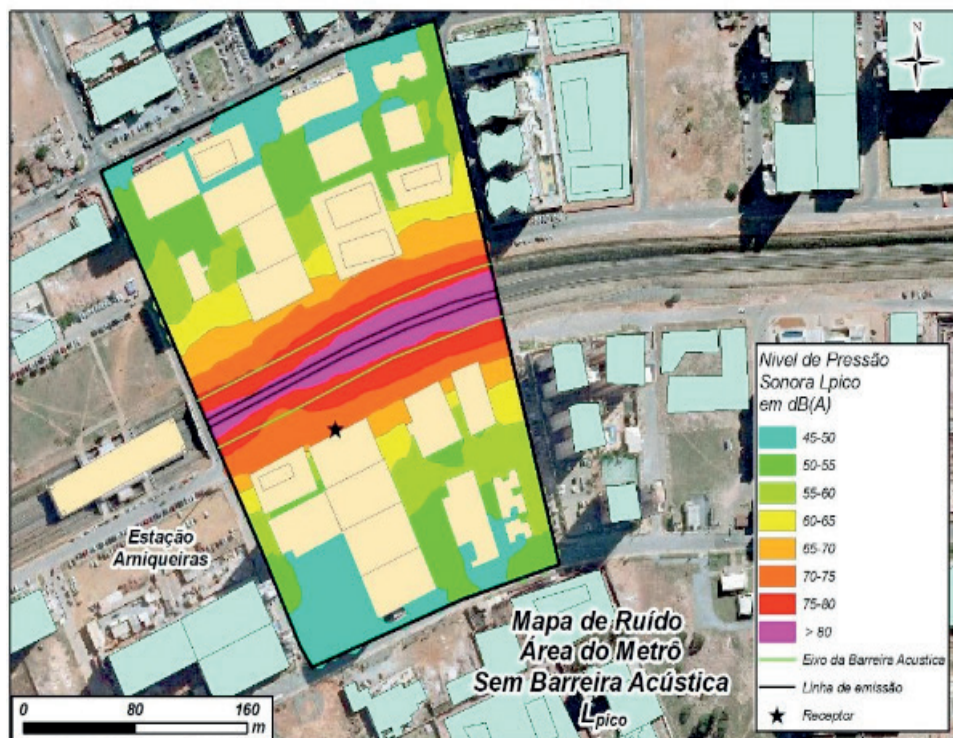 N
Nível de Pressão
Sonora Lpico
em dB(A)
45-50
50-55
55-60
60-65
65-70
70-75
75-80
> 80
Eixo da Barreira Acustica
Linha de emissão
Receptor
Estação
Arniqueiras
Mapa de Ruído
Área do Metrô
Sem Barreira Acústica
Lpico
0 80 160
m